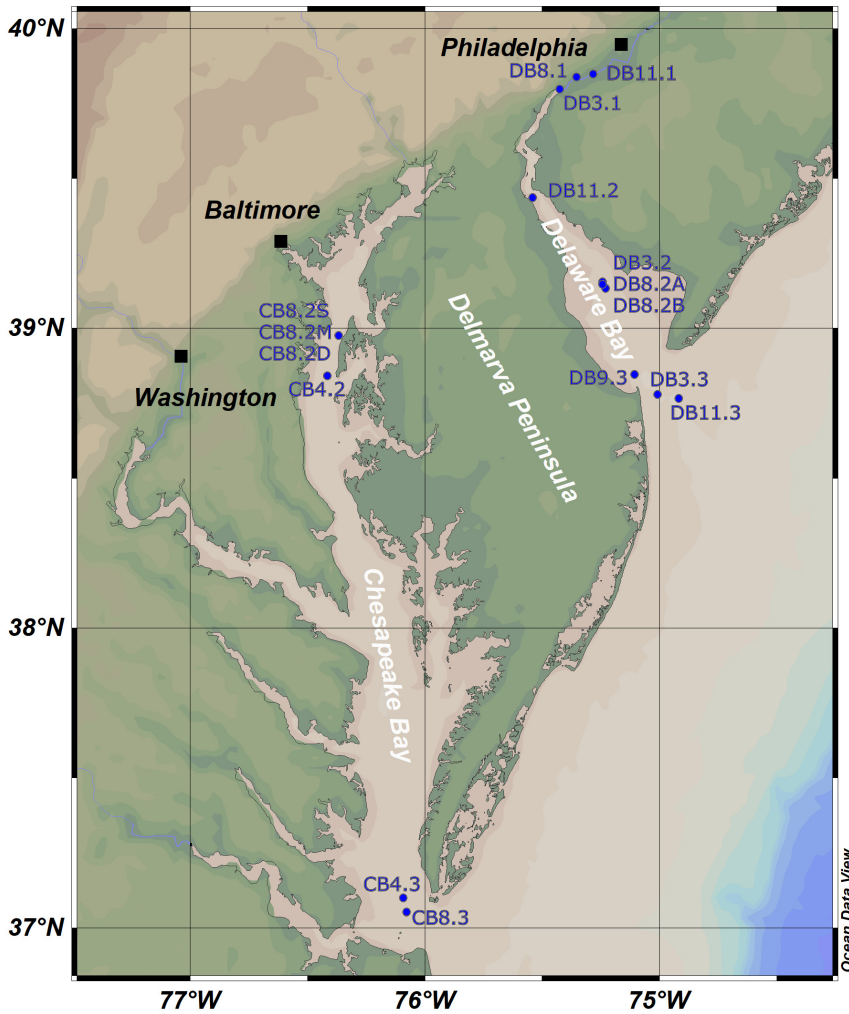 40°N
Philadelphia
DB8.1
DB11.1
DB3.1
DB11.2
Baltimore
Delaware Bay
DB3.2
DB8.2A
DB8.2B
CB8.2S
CB8.2M
CB8.2D
39°N
Delmarva Peninsula
Washington
CB4.2
DB9.3
DB3.3
DB11.3
38°N
Chesapeake Bay
CB4.3
CB8.3
37°N
Ocean Data View
77°W
76°W
75°W